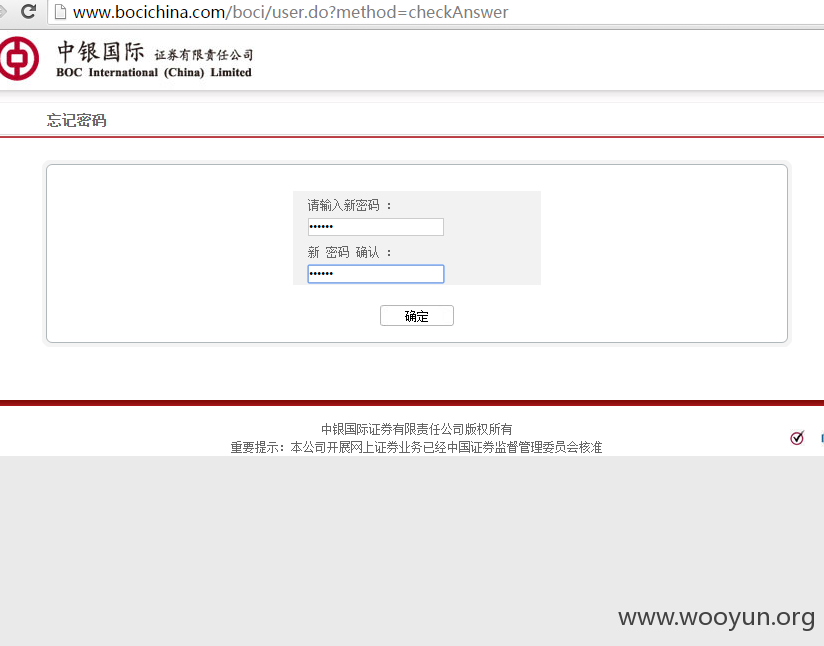 www.bocichina.com/boci/user.do?method=checkAnswer
中银国际 证券有限责任公司
BOC International (China) Limited
忘记密码
请输入新密码 ：
••••••
新 密码 确认 ：
••••••
确定
中银国际证券有限责任公司版权所有
重要提示：本公司开展网上证券业务已经中国证券监督管理委员会核准
www.wooyun.org